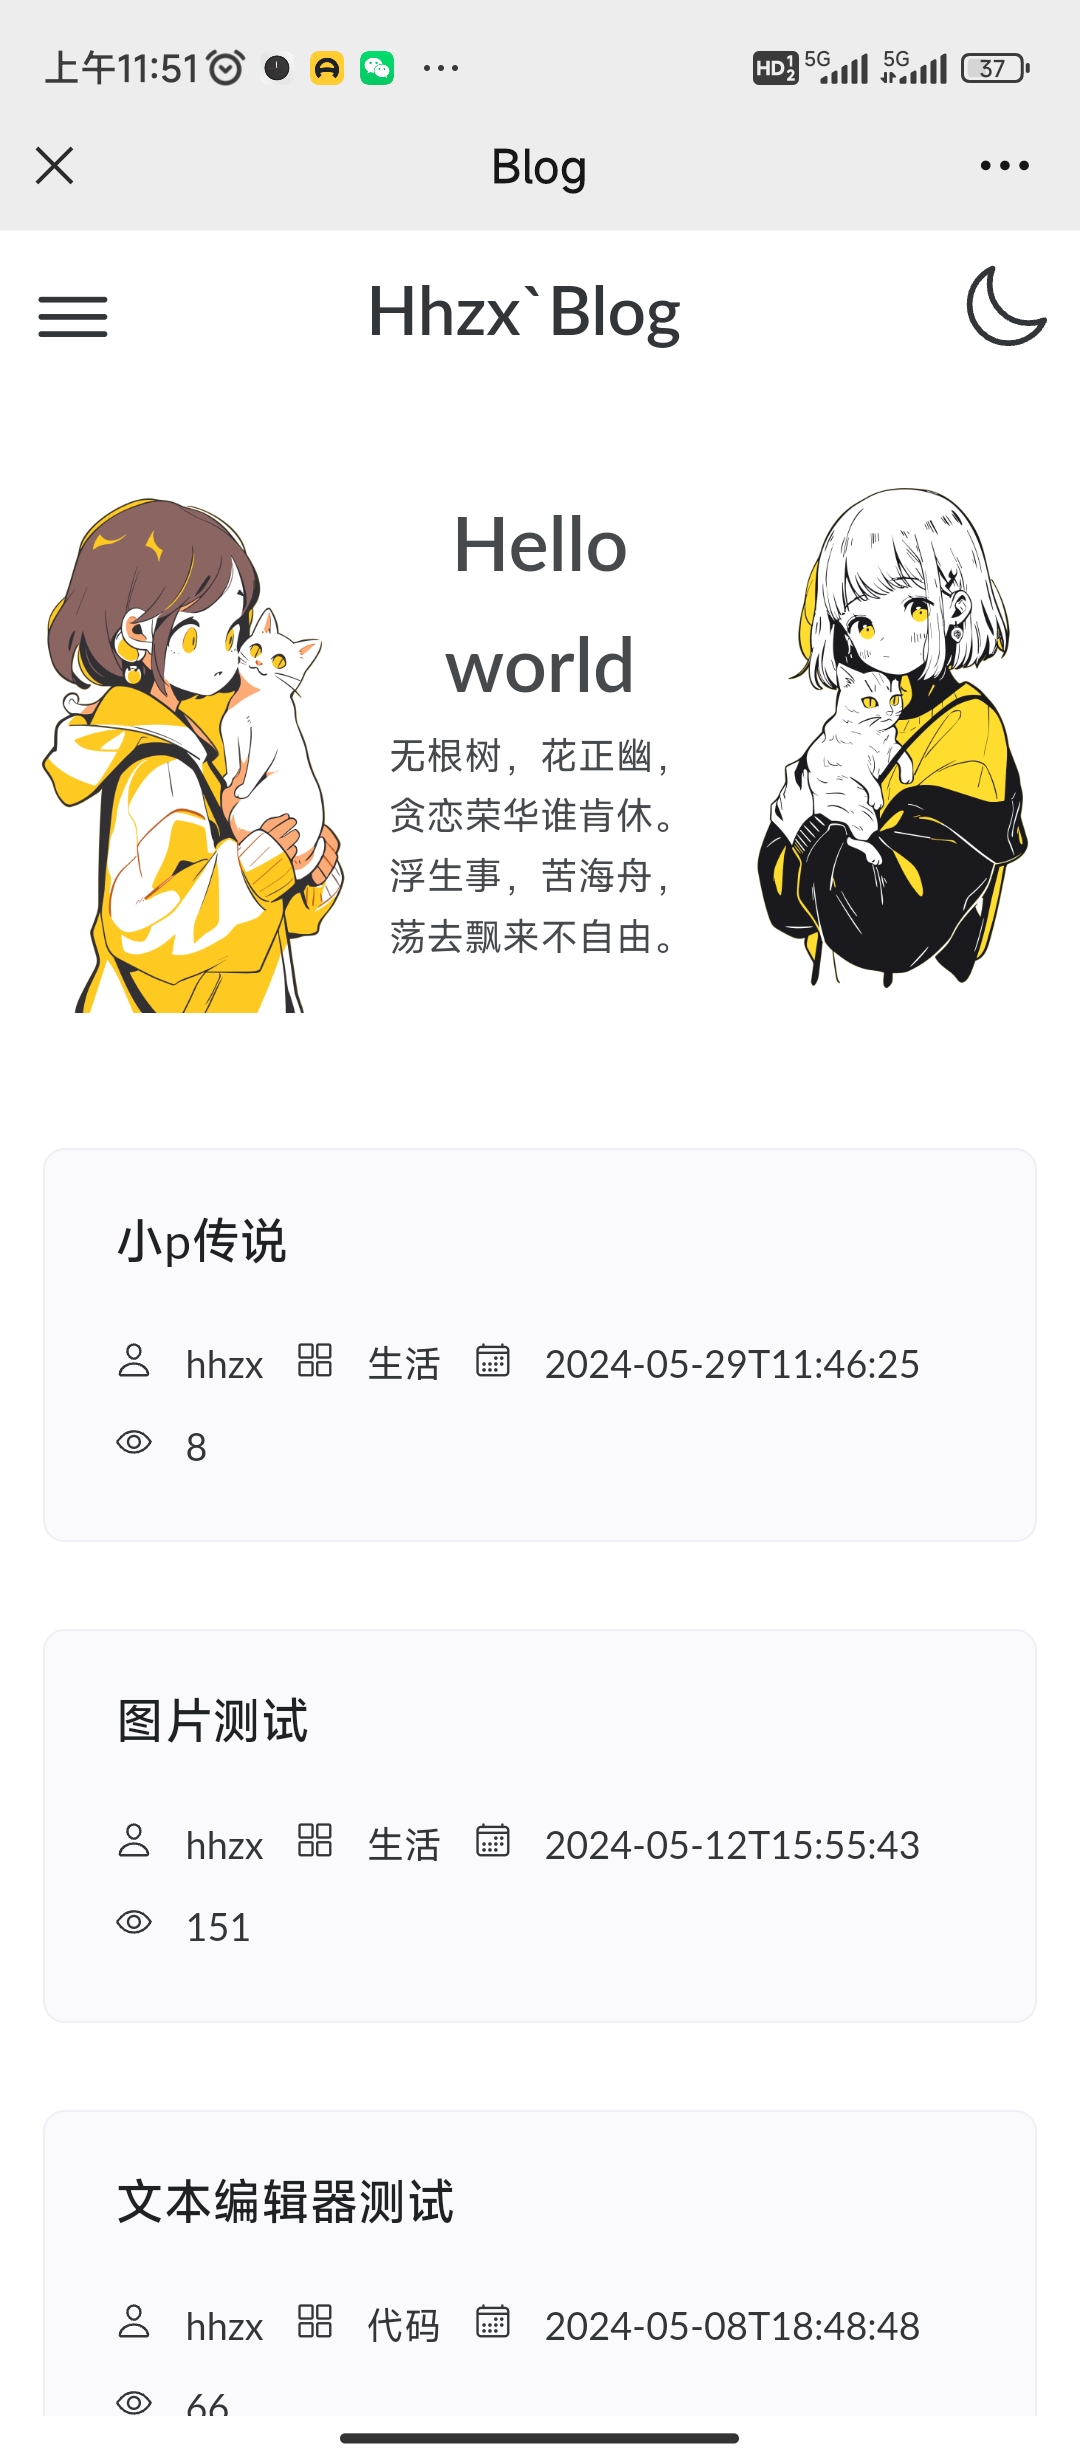 上午11:51
HD 1 2 5G 5G 37
Blog
Hhzx`Blog
Hello
world
无根树，花正幽，
贪恋荣华谁肯休。
浮生事，苦海舟，
荡去飘来不自由。
小p传说
hhzx 生活 2024-05-29T11:46:25
8
图片测试
hhzx 生活 2024-05-12T15:55:43
151
文本编辑器测试
hhzx 代码 2024-05-08T18:48:48
66